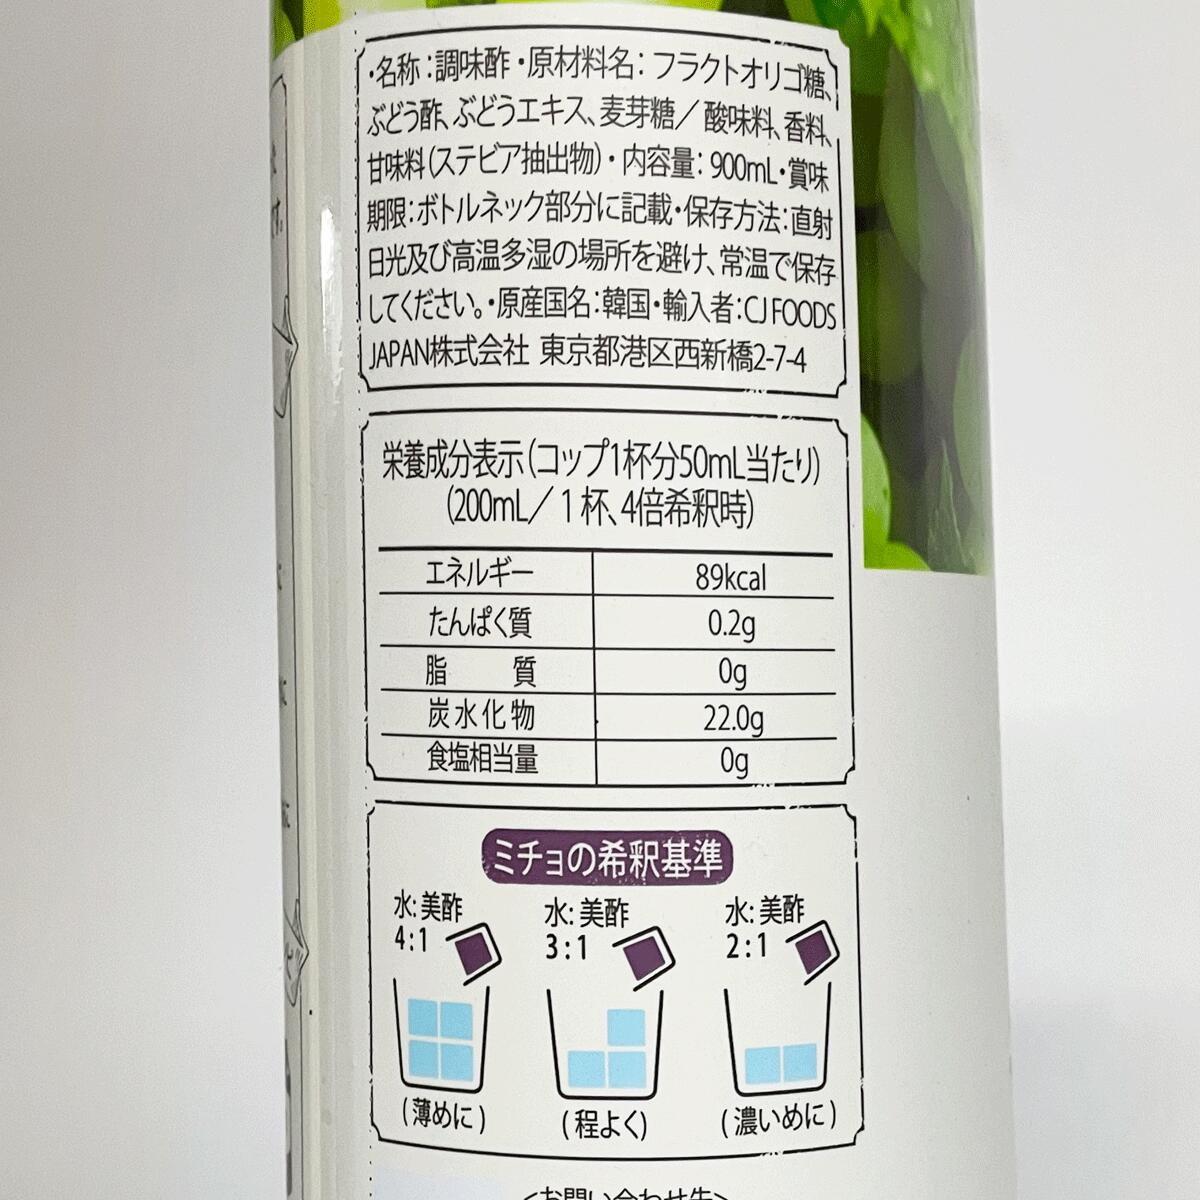 ・名称：調味酢・原材料名：フラクトオリゴ糖、
ぶどう酢、ぶどうエキス、麦芽糖／酸味料、香料、
甘味料（ステビア抽出物）・内容量：900mL・賞味
期限：ボトルネック部分に記載・保存方法：直射
日光及び高温多湿の場所を避け、常温で保存
してください。・原産国名：韓国・輸入者：CJ FOODS
JAPAN株式会社 東京都港区西新橋2-7-4
栄養成分表示（コップ1杯分50mL当たり）
（200mL／1杯、4倍希釈時）
エネルギー 89kcal
たんぱく質 0.2g
脂質 0g
炭水化物 22.0g
食塩相当量 0g
ミチョの希釈基準
水：美酢 水：美酢 水：美酢
4：1 3：1 2：1
（薄めに） （程よく） （濃いめに）
＜お問い合わせ先＞